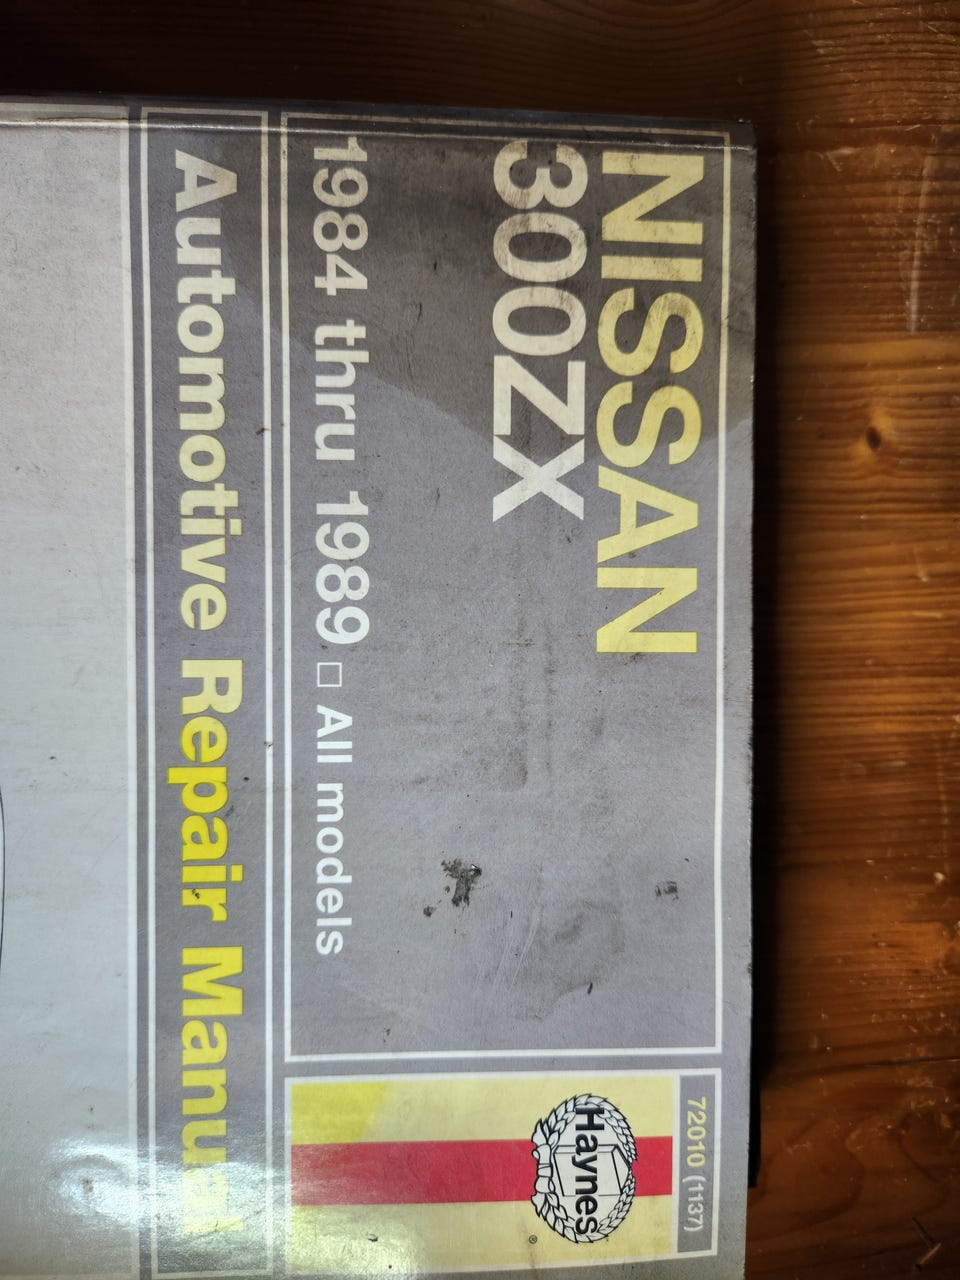 NISSAN
300ZX
1984 thru 1989 □ All models
Automotive Repair Manual
72010 (1137)
Haynes
®